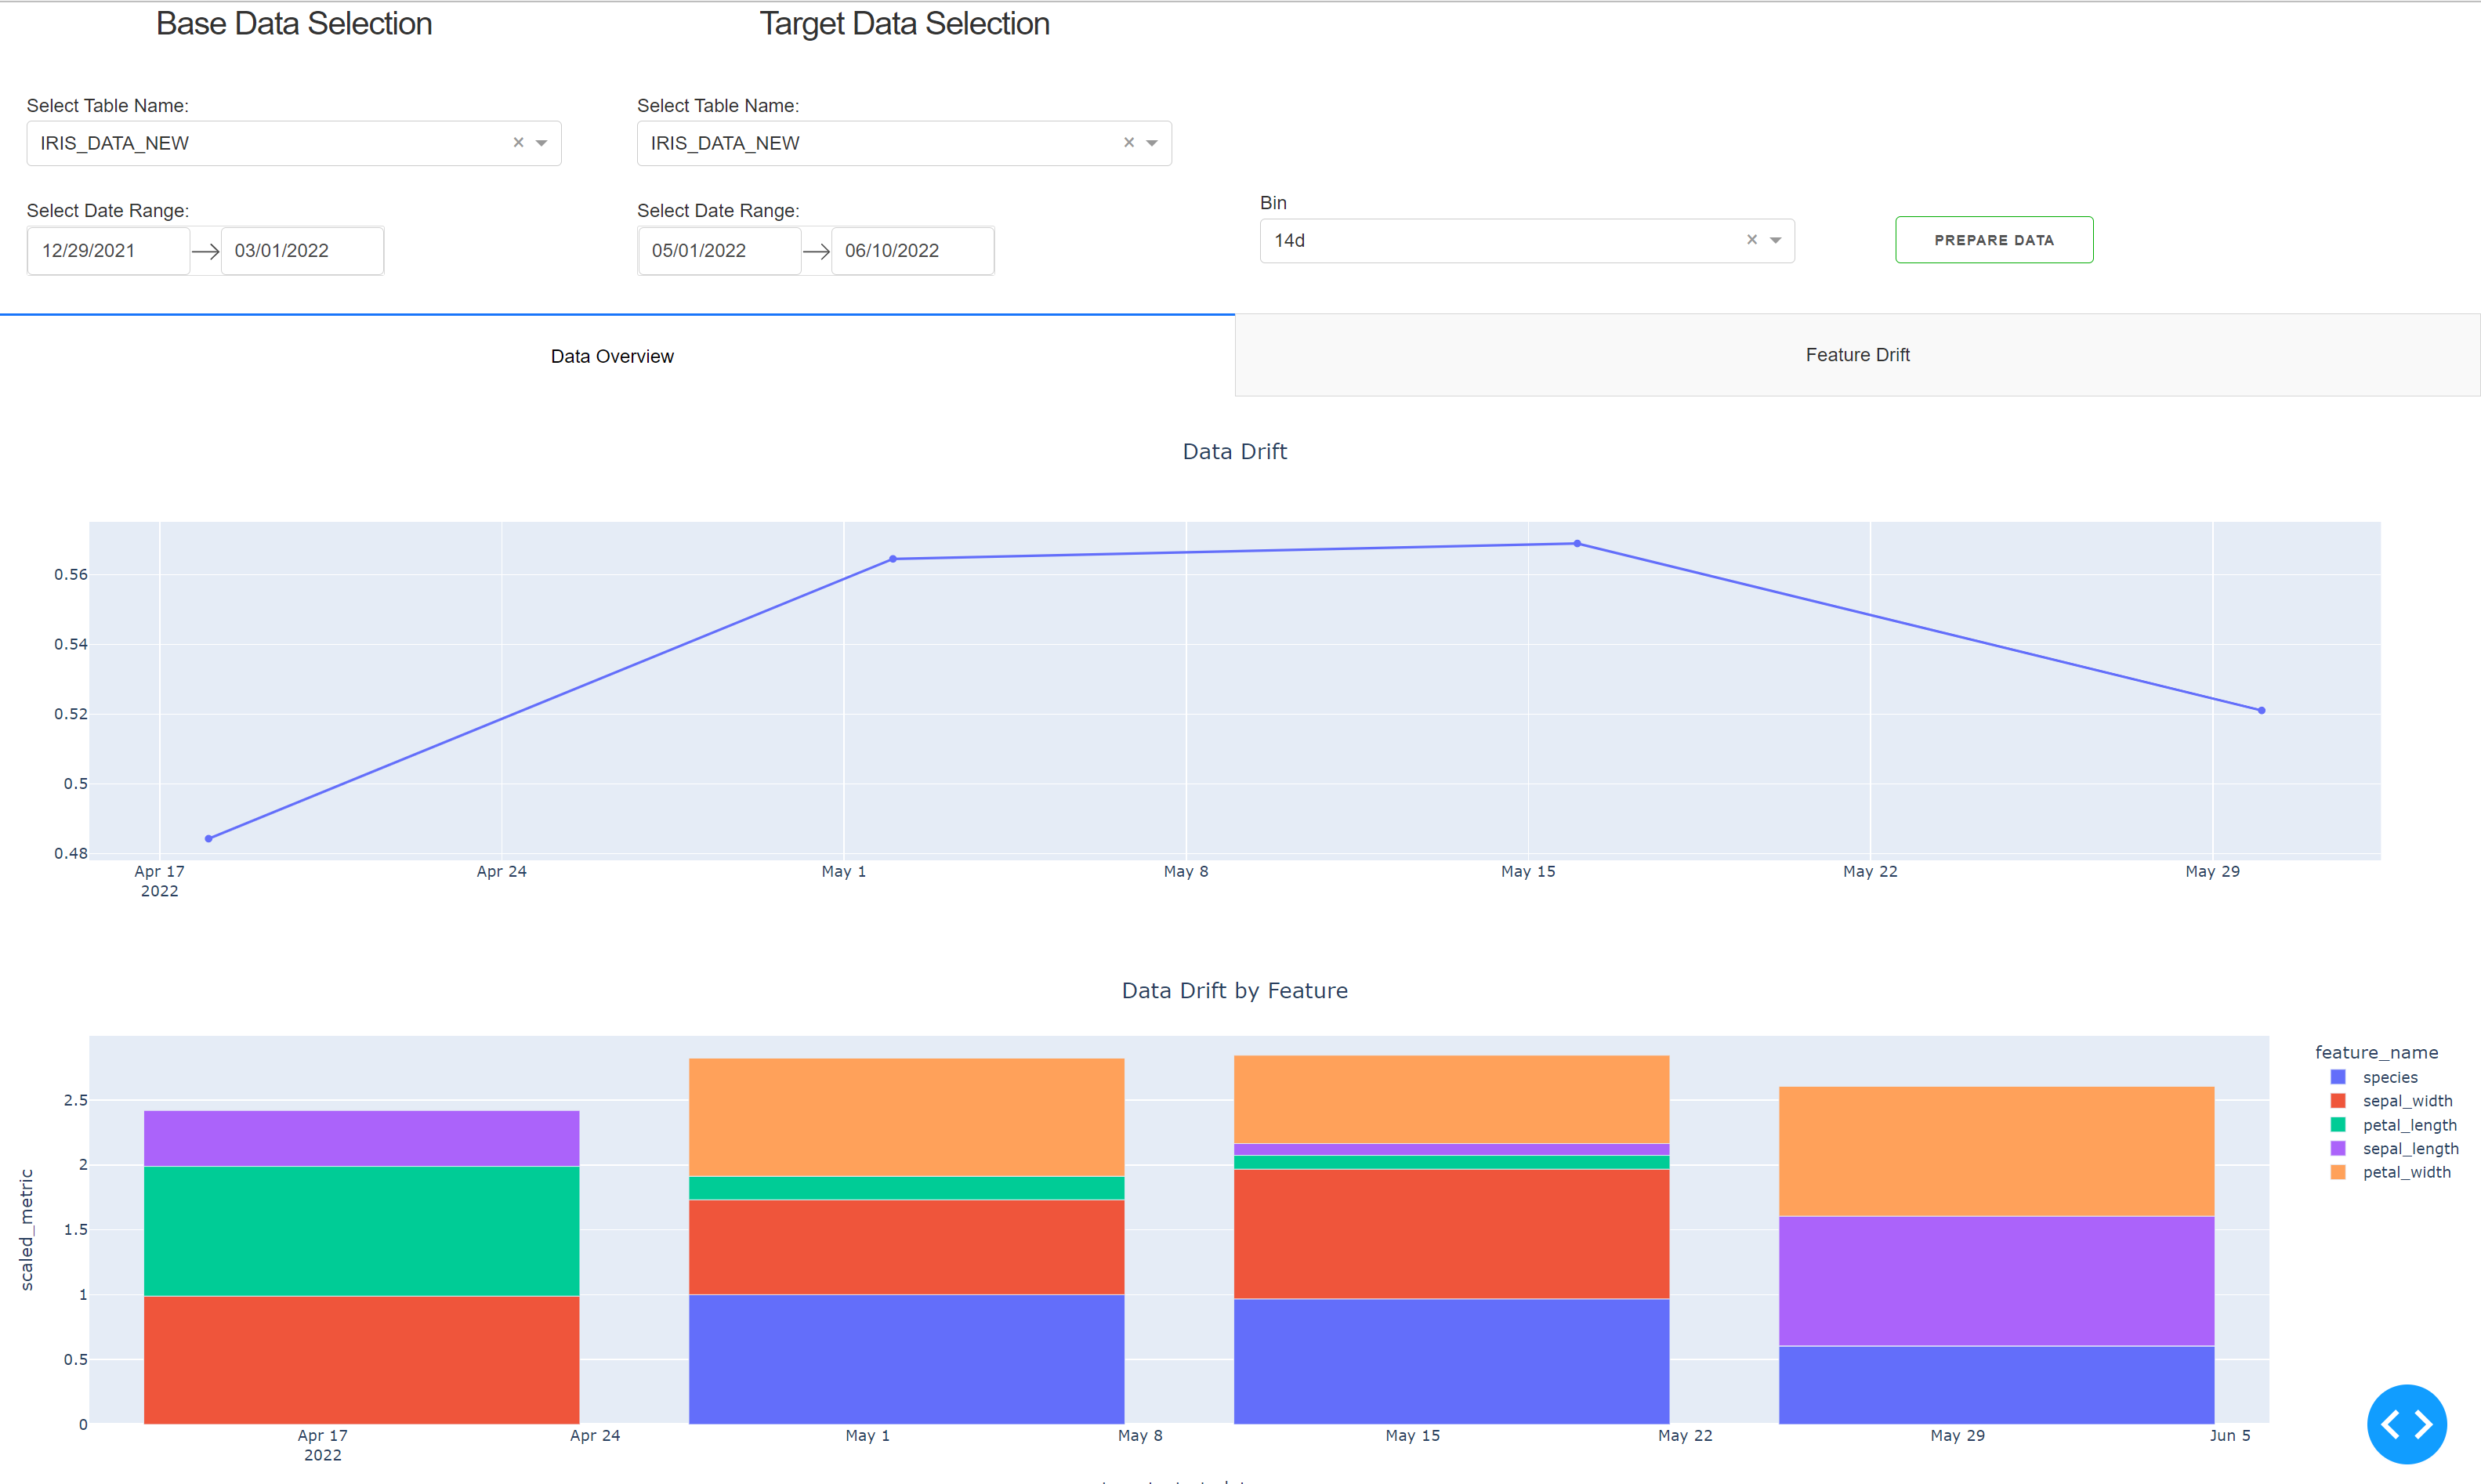 Base Data Selection
Target Data Selection
Select Table Name:
Select Table Name:
IRIS_DATA_NEW
IRIS_DATA_NEW
Select Date Range:
Select Date Range:
Bin
12/29/2021
03/01/2022
05/01/2022
06/10/2022
14d
PREPARE DATA
Data Overview
Feature Drift
Data Drift
0.56
0.54
0.52
0.5
0.48
Apr 17
2022
Apr 24
May 1
May 8
May 15
May 22
May 29
Data Drift by Feature
feature_name
species
sepal_width
petal_length
sepal_length
petal_width
scaled_metric
2.5
2
1.5
1
0.5
0
Apr 17
2022
Apr 24
May 1
May 8
May 15
May 22
May 29
Jun 5